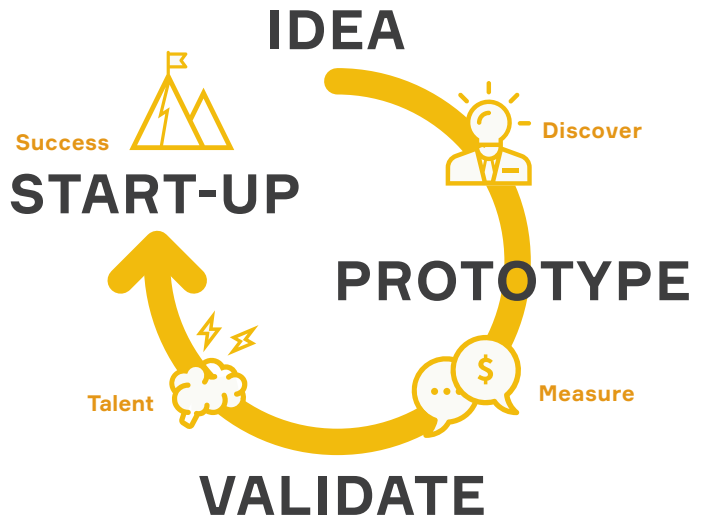 IDEA
Discover
PROTOTYPE
$
Measure
VALIDATE
Talent
START-UP
Success